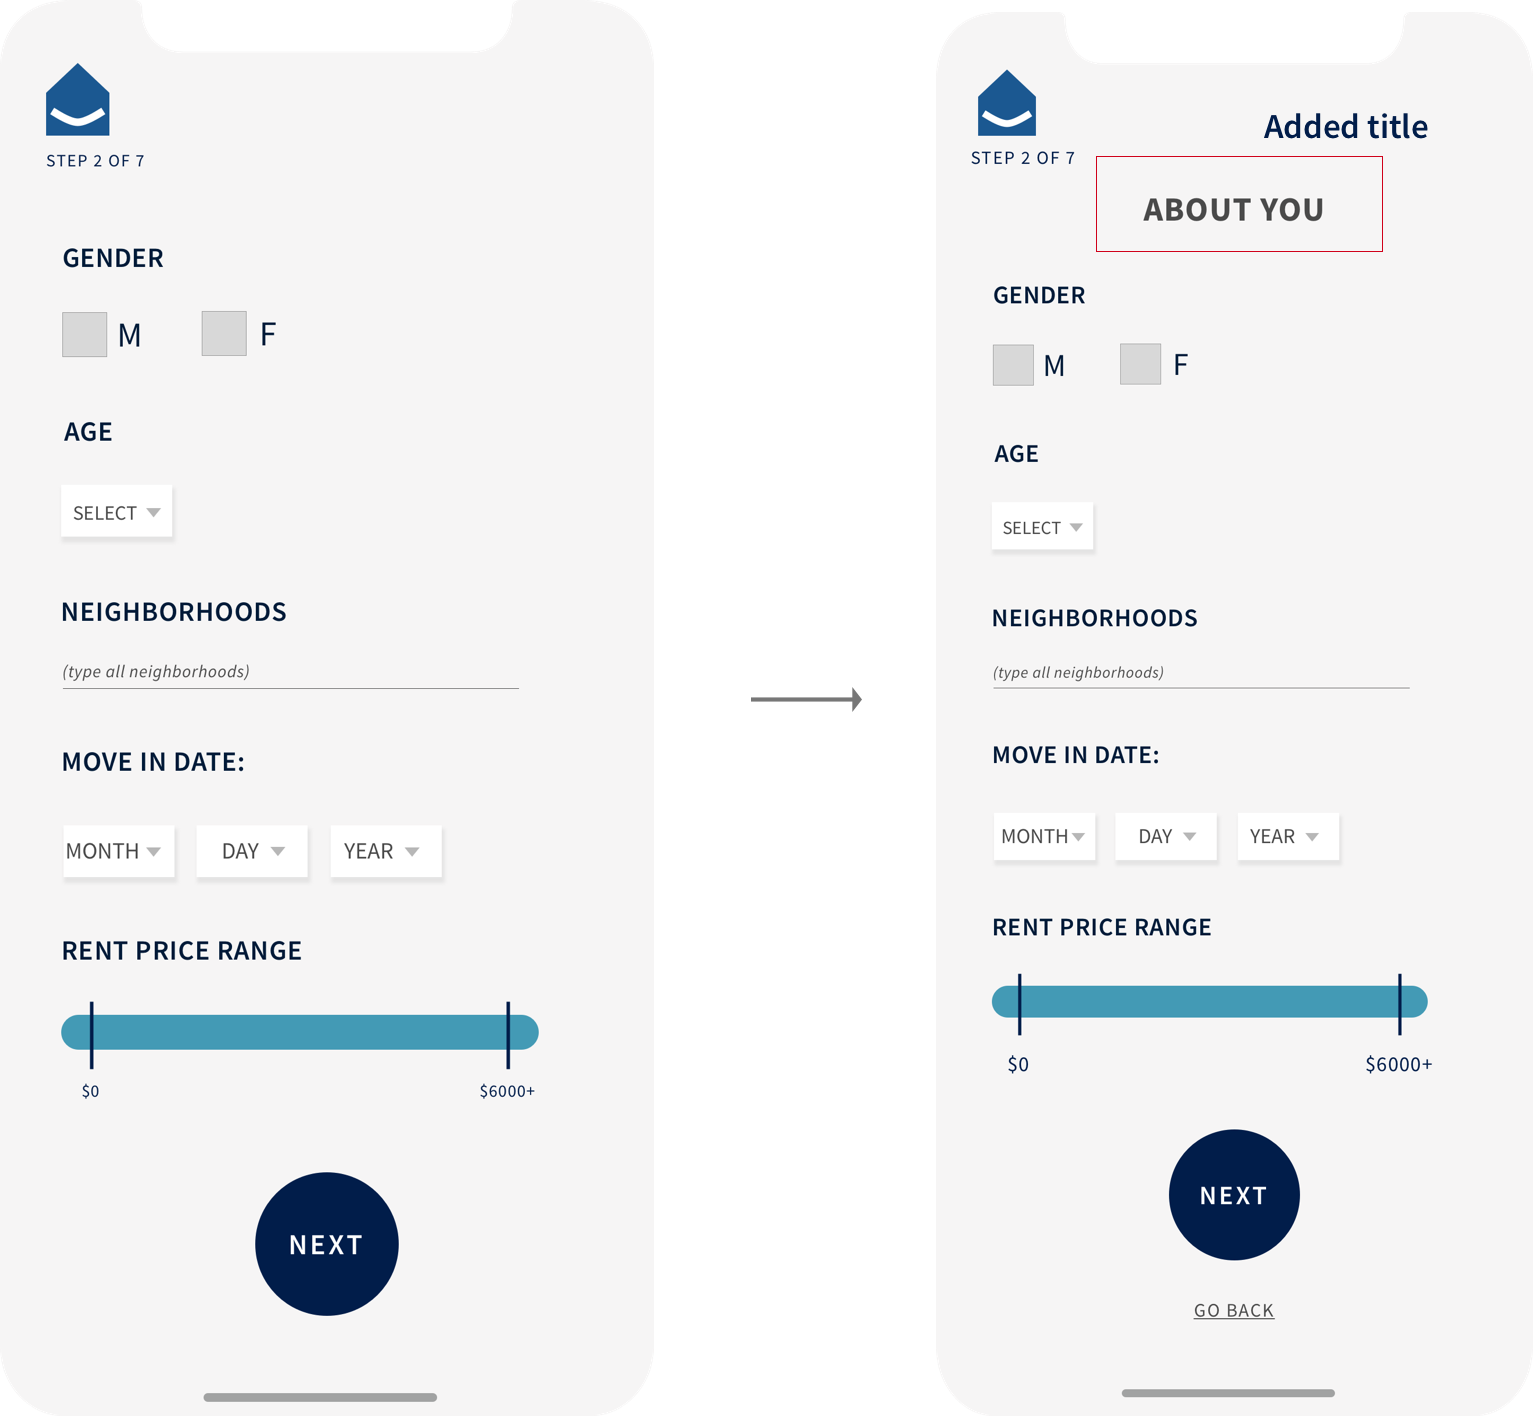 STEP 2 OF 7
GENDER
M F
AGE
SELECT
NEIGHBORHOODS
(type all neighborhoods)
MOVE IN DATE:
MONTH DAY YEAR
RENT PRICE RANGE
$0 $6000+
NEXT
Added title
STEP 2 OF 7
ABOUT YOU
GENDER
M F
AGE
SELECT
NEIGHBORHOODS
(type all neighborhoods)
MOVE IN DATE:
MONTH DAY YEAR
RENT PRICE RANGE
$0 $6000+
NEXT
GO BACK